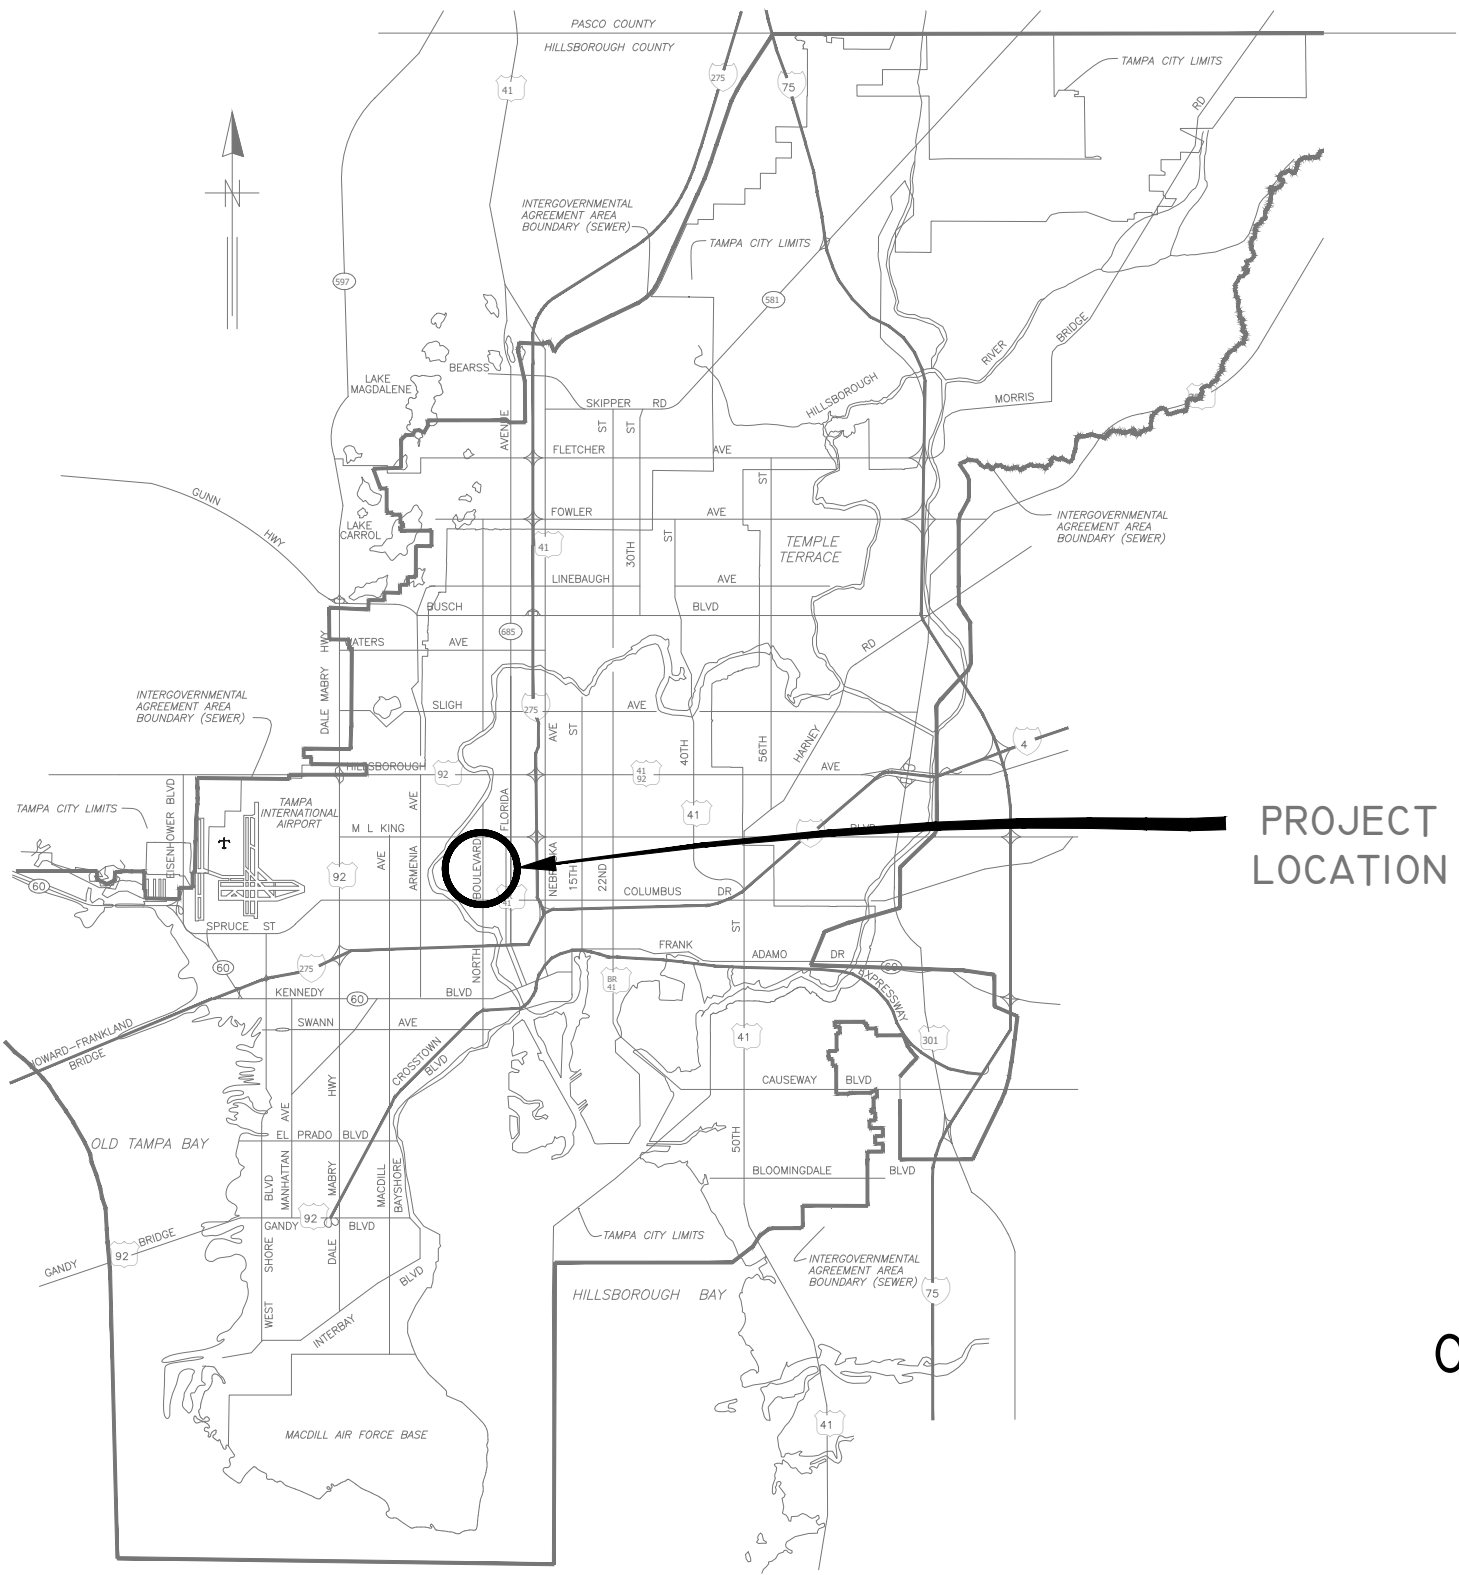 PASCO COUNTY
HILLSBOROUGH COUNTY
TAMPA CITY LIMITS
41
275
75
RD
N
INTERGOVERNMENTAL
AGREEMENT AREA
BOUNDARY (SEWER)
TAMPA CITY LIMITS
597
581
BRIDGE
RIVER
BEARSS
LAKE
MAGDALENE
HILLSBOROUGH
MORRIS
SKIPPER RD
AVENUE
ST
ST
FLETCHER AVE
ST
GUNN
HWY
LAKE
CARROL
FOWLER AVE
INTERGOVERNMENTAL
AGREEMENT AREA
BOUNDARY (SEWER)
41
30TH
ST
TEMPLE
TERRACE
LINEBAUGH AVE
BUSCH BLVD
685
WATERS AVE
HWY
RD
INTERGOVERNMENTAL
AGREEMENT AREA
BOUNDARY (SEWER)
DALE MABRY
SLIGH AVE
275
AVE
ST
40TH
56TH
HARNEY
4
HILLSBOROUGH
92
41
92
AVE
TAMPA CITY LIMITS
EISENHOWER BLVD
TAMPA
INTERNATIONAL
AIRPORT
AVE
FLORIDA
41
M L KING
BLVD
PROJECT
LOCATION
60
92
AVE
ARMENIA
BOULEVARD
NEBRASKA
15TH
22ND
COLUMBUS DR
41
SPRUCE ST
ST
FRANK
ADAMO DR
60
60
275
NORTH
BR
41
EXPRESSWAY
KENNEDY
60
BLVD
SWANN AVE
HOWARD-FRANKLAND
BRIDGE
CROSSTOWN
BLVD
41
301
HWY
CAUSEWAY BLVD
AVE
OLD TAMPA BAY
EL PRADO BLVD
50TH
BLVD
MANHATTAN
MABRY
MACDILL
BAYSHORE
BLOOMINGDALE BLVD
92
GANDY BLVD
TAMPA CITY LIMITS
BRIDGE
92
GANDY
SHORE
DALE
BLVD
INTERGOVERNMENTAL
AGREEMENT AREA
BOUNDARY (SEWER)
75
HILLSBOROUGH BAY
WEST
INTERBAY
MACDILL AIR FORCE BASE
41